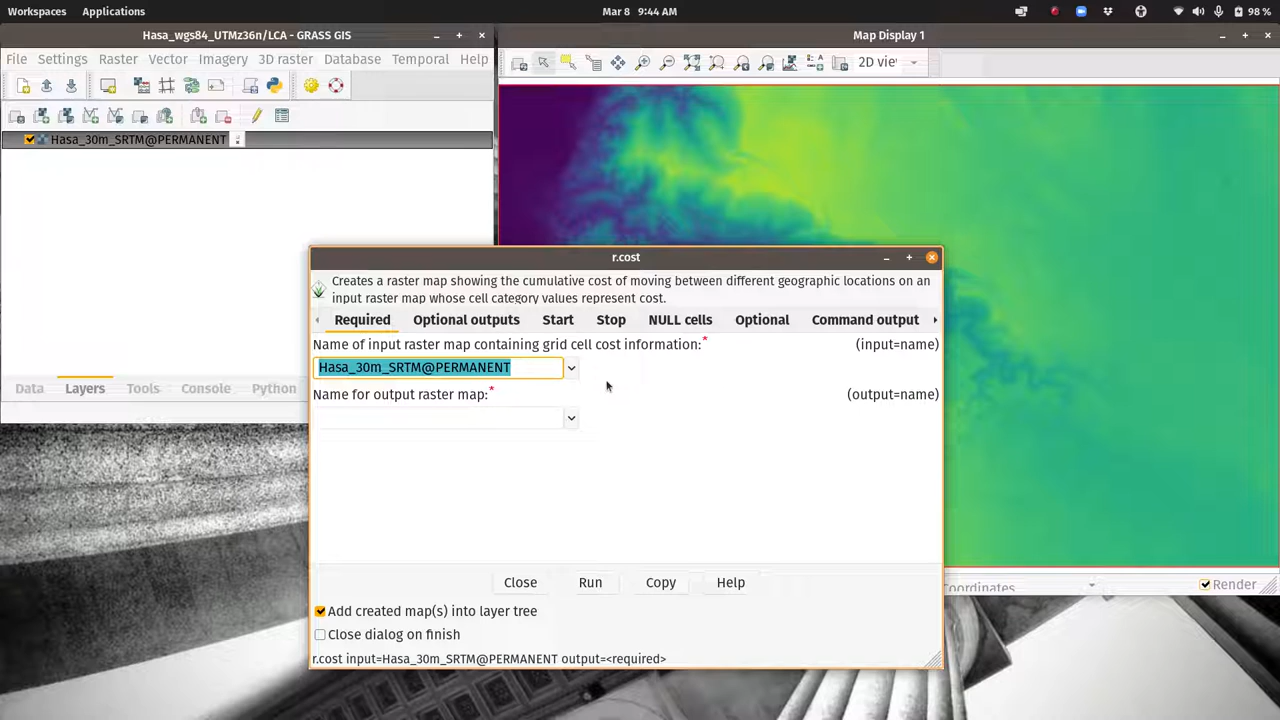 Workspaces Applications Mar 8 9:44 AM 98 %
Hasa_wgs84_UTMz36n/LCA - GRASS GIS
File Settings Raster Vector Imagery 3D raster Database Temporal Help
Hasa_30m_SRTM@PERMANENT
Data Layers Tools Console Python
Map Display 1
2D view
r.cost
Creates a raster map showing the cumulative cost of moving between different geographic locations on an
input raster map whose cell category values represent cost.
Required Optional outputs Start Stop NULL cells Optional Command output
Name of input raster map containing grid cell cost information:* (input=name)
Hasa_30m_SRTM@PERMANENT
Name for output raster map:* (output=name)
Close Run Copy Help
Add created map(s) into layer tree
Close dialog on finish
r.cost input=Hasa_30m_SRTM@PERMANENT output=<required>
oordinates
Render